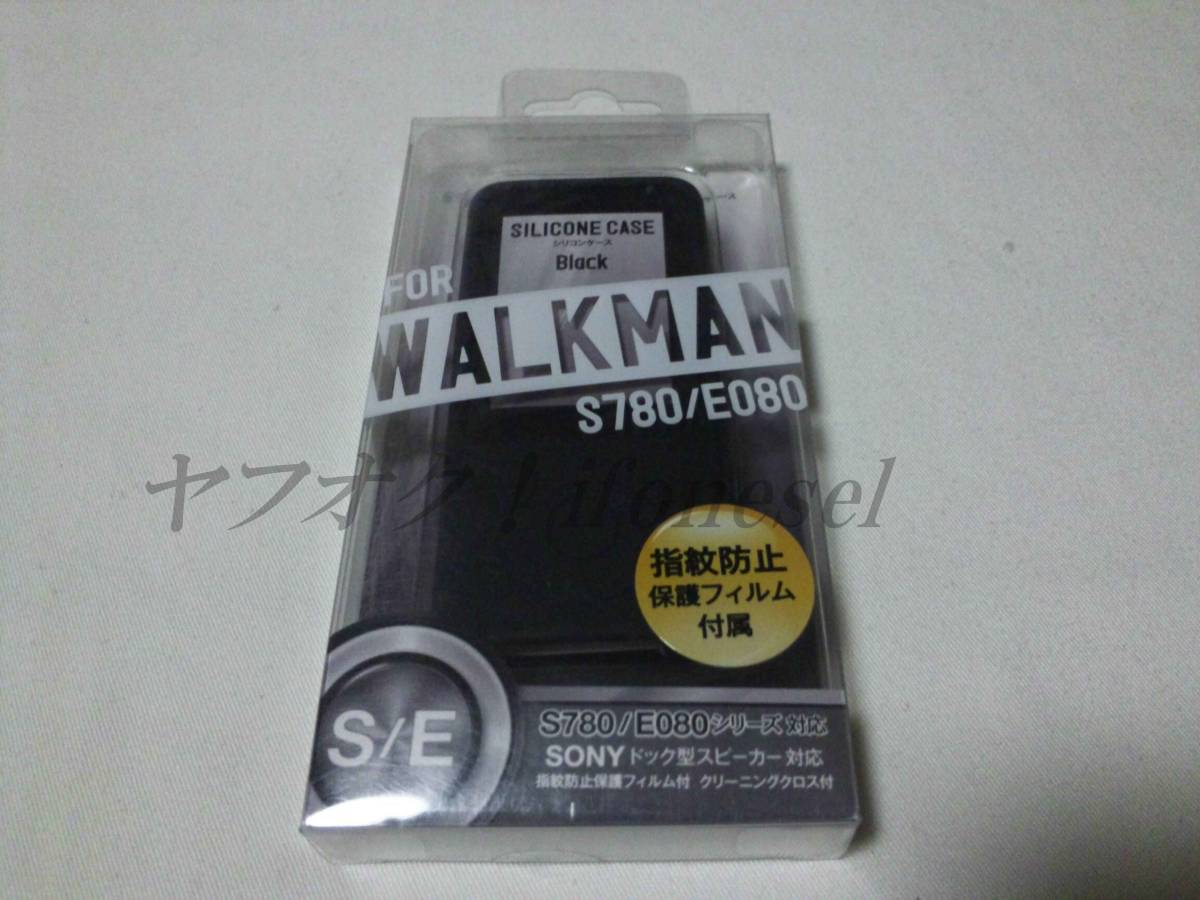 SILICONE CASE
シリコンケース
Black
FOR
WALKMAN
S780/E080
ヤフオク！ifonesel
指紋防止
保護フィルム
付属
S/E
S780/E080シリーズ対応
SONYドック型スピーカー対応
指紋防止保護フィルム付 クリーニングクロス付